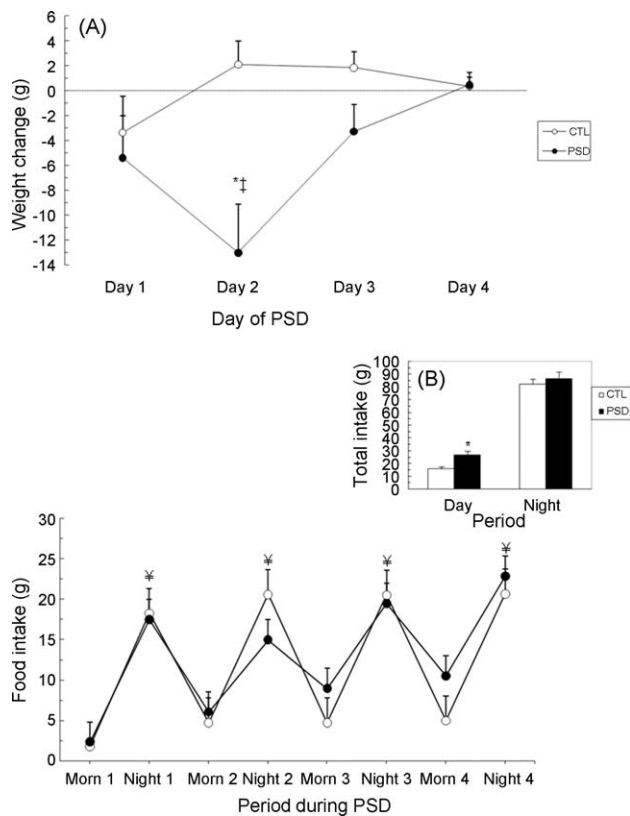 (A)
Weight change (g)
6
4
2
0
-2
-4
-6
-8
-10
-12
-14
*‡
CTL
PSD
Day 1 Day 2 Day 3 Day 4
Day of PSD
(B)
Total intake (g)
100
90
80
70
60
50
40
30
20
10
0
*
CTL
PSD
Day Night
Period
Food intake (g)
30
25
20
15
10
5
0
¥ ¥ ¥ ¥
Morn 1 Night 1 Morn 2 Night 2 Morn 3 Night 3 Morn 4 Night 4
Period during PSD